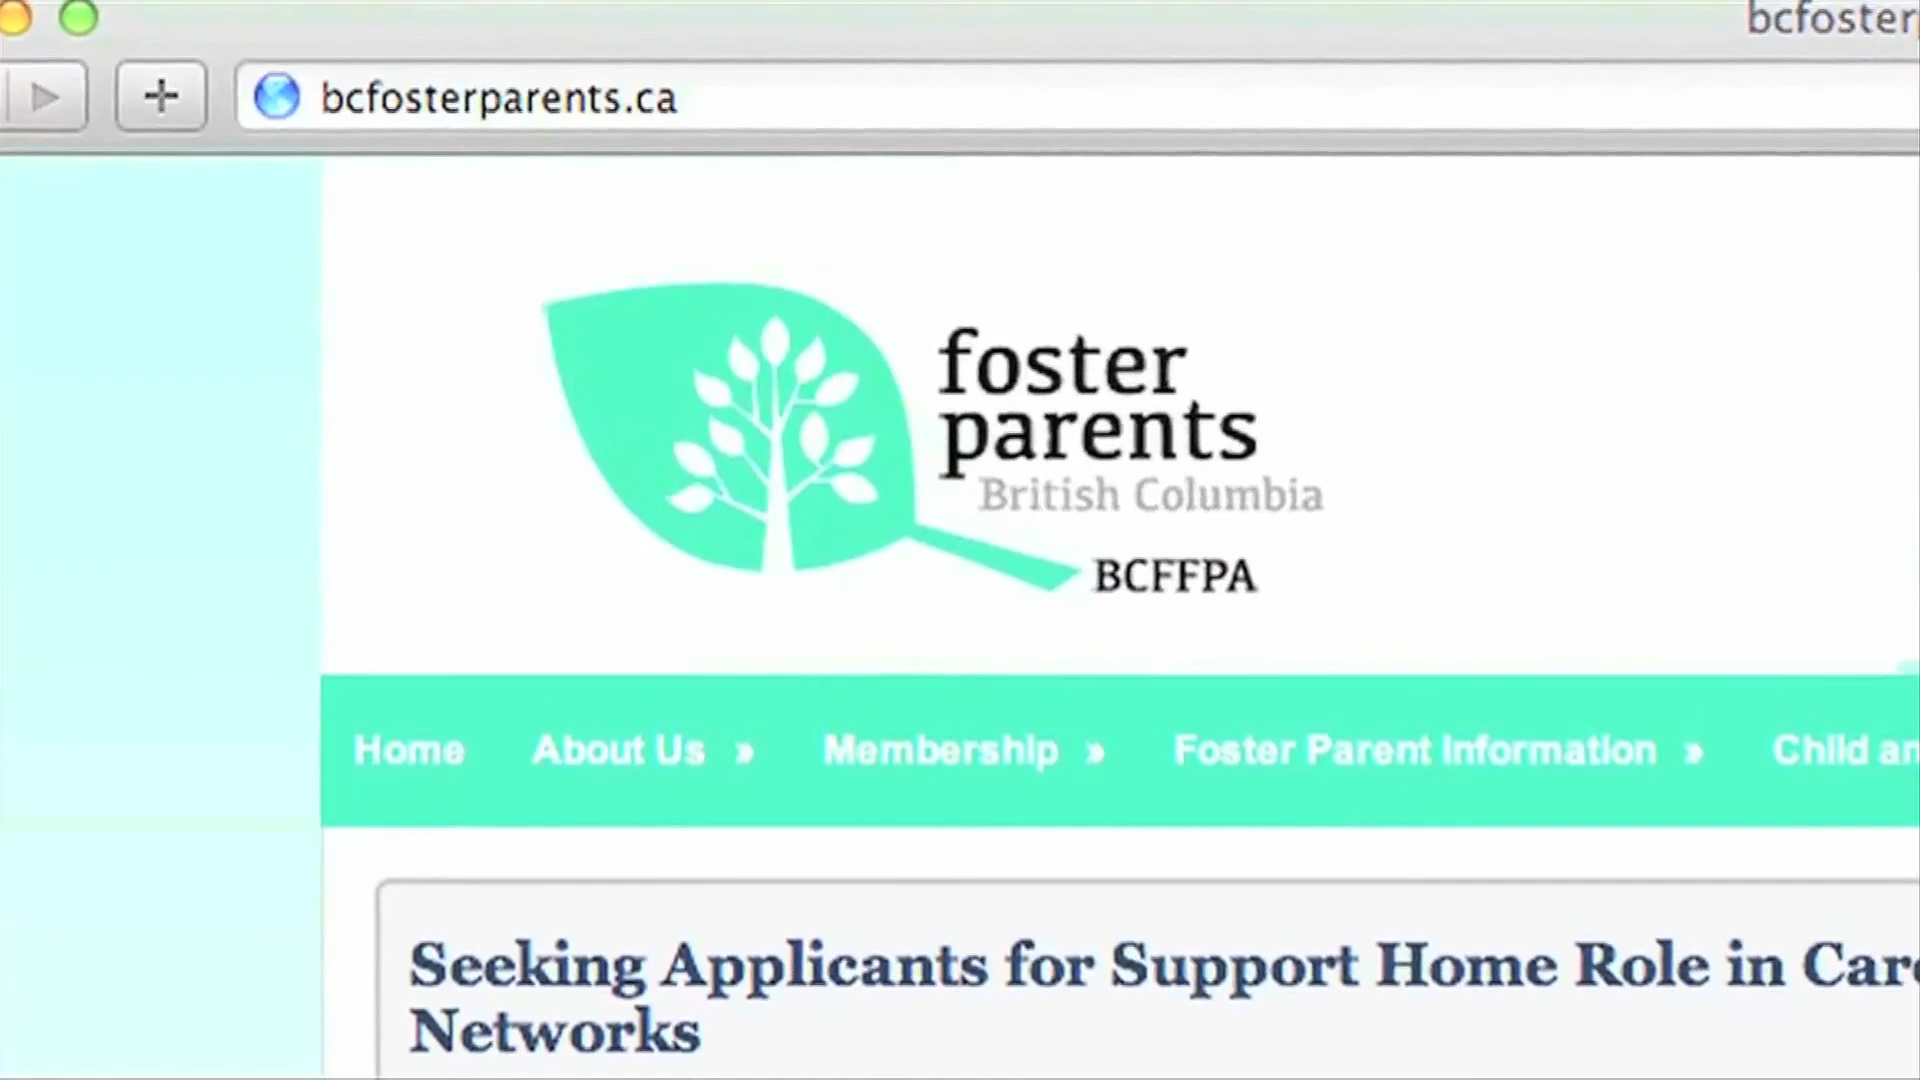 bcfoster
bcfosterparents.ca
foster
parents
British Columbia
BCFFPA
Home About Us » Membership » Foster Parent Information » Child
Seeking Applicants for Support Home Role in
Networks